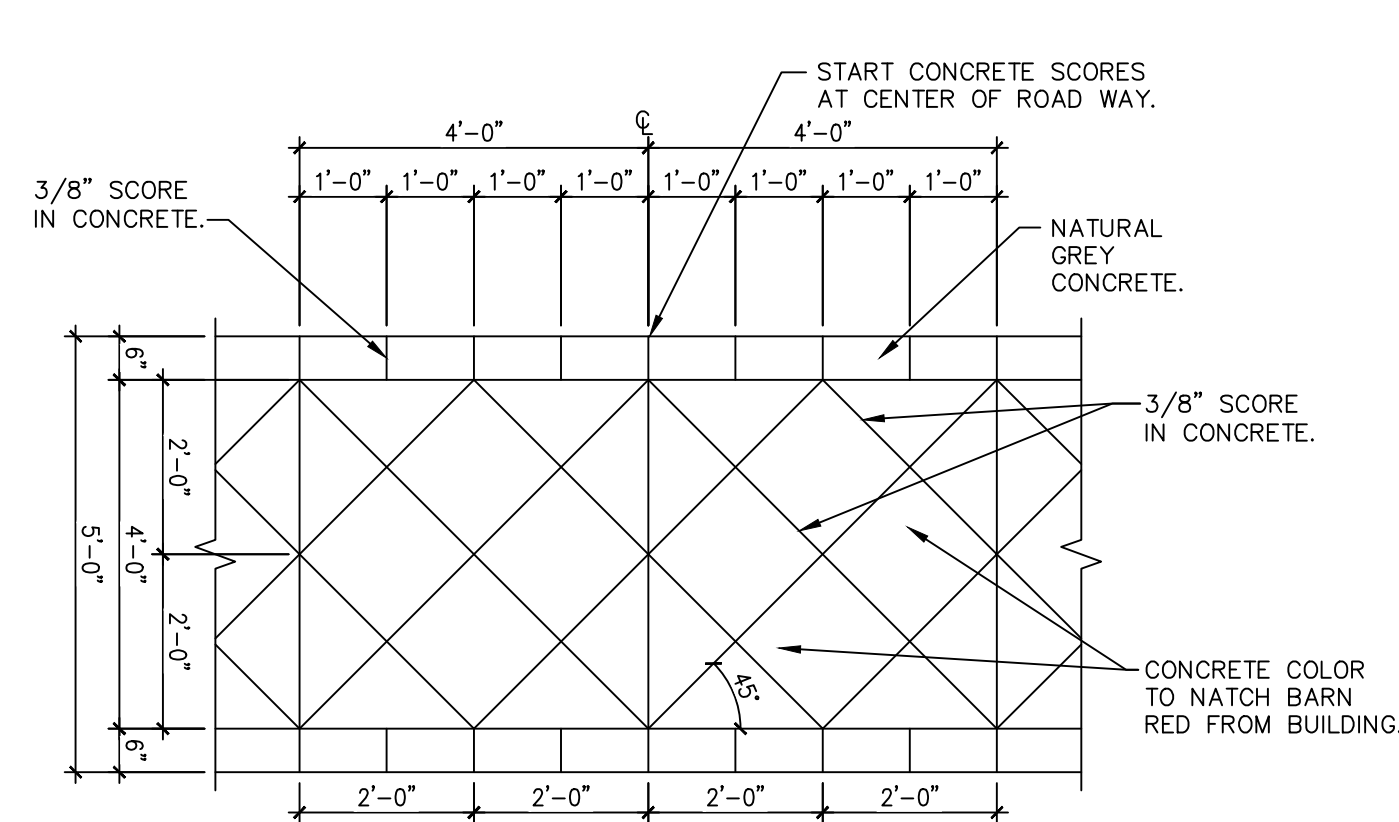 START CONCRETE SCORES
AT CENTER OF ROAD WAY.
℄
4'-0"
4'-0"
1'-0"
1'-0"
1'-0"
1'-0"
1'-0"
1'-0"
1'-0"
1'-0"
3/8" SCORE
IN CONCRETE.
NATURAL
GREY
CONCRETE.
6"
2'-0"
3/8" SCORE
IN CONCRETE.
5'-0"
4'-0"
2'-0"
45°
CONCRETE COLOR
TO NATCH BARN
RED FROM BUILDING.
6"
2'-0"
2'-0"
2'-0"
2'-0"